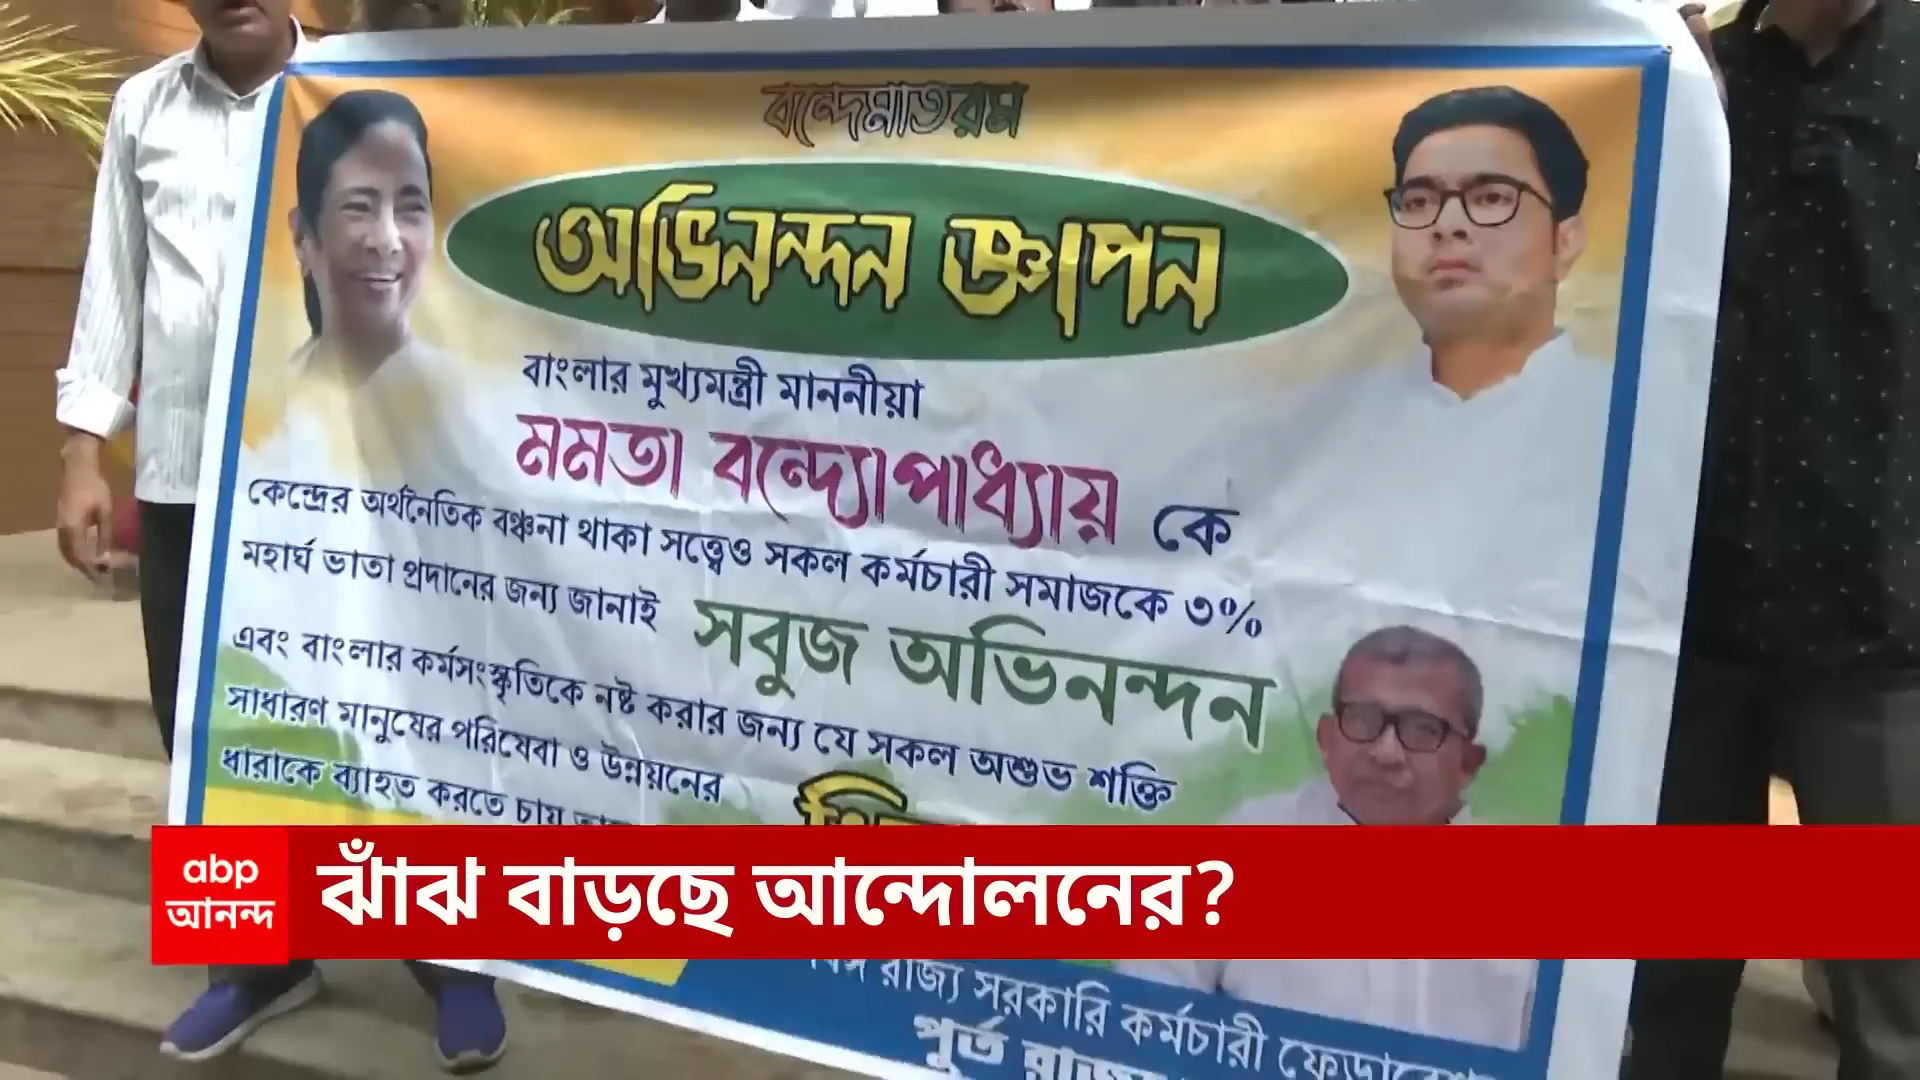 বন্দেমাতরম
অভিনন্দন জ্ঞাপন
বাংলার মুখ্যমন্ত্রী মাননীয়া
মমতা বন্দ্যোপাধ্যায় কে
কেন্দ্রের অর্থনৈতিক বঞ্চনা থাকা সত্ত্বেও সকল কর্মচারী সমাজকে ৩%
মহার্ঘ ভাতা প্রদানের জন্য জানাই সবুজ অভিনন্দন
এবং বাংলার কর্মসংস্কৃতিকে নষ্ট করার জন্য যে সকল অশুভ শক্তি
সাধারণ মানুষের পরিষেবা ও উন্নয়নের
ধারাকে ব্যাহত করতে চায়
abp
আনন্দ
ঝাঁঝ বাড়ছে আন্দোলনের?
রাজ্য সরকারি কর্মচারী
পূর্ত